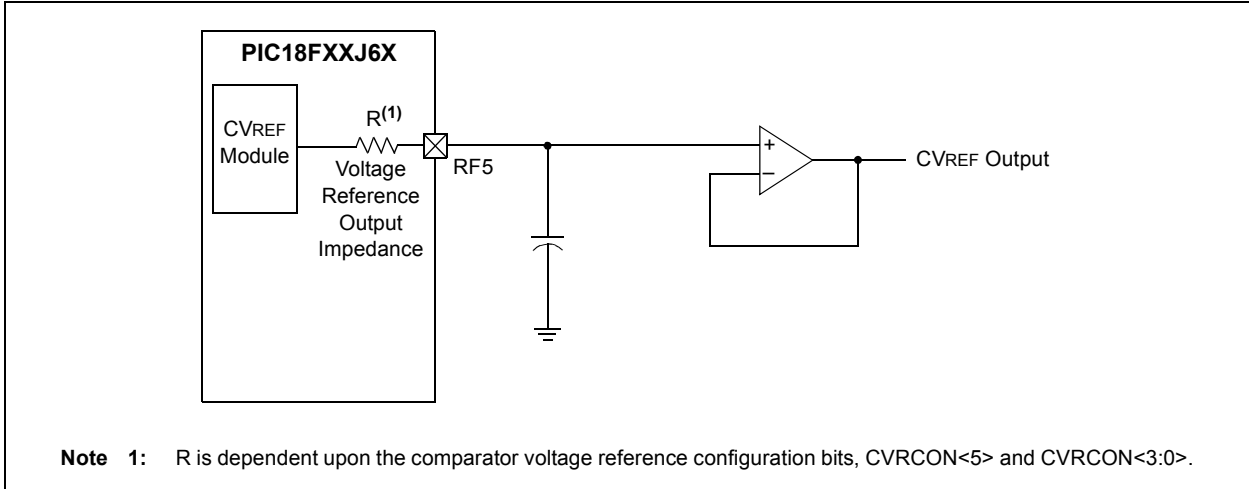 PIC18FXXJ6X
CVREF
Module
R(1)
Voltage
Reference
Output
Impedance
RF5
+
–
CVREF Output
Note 1: R is dependent upon the comparator voltage reference configuration bits, CVRCON<5> and CVRCON<3:0>.